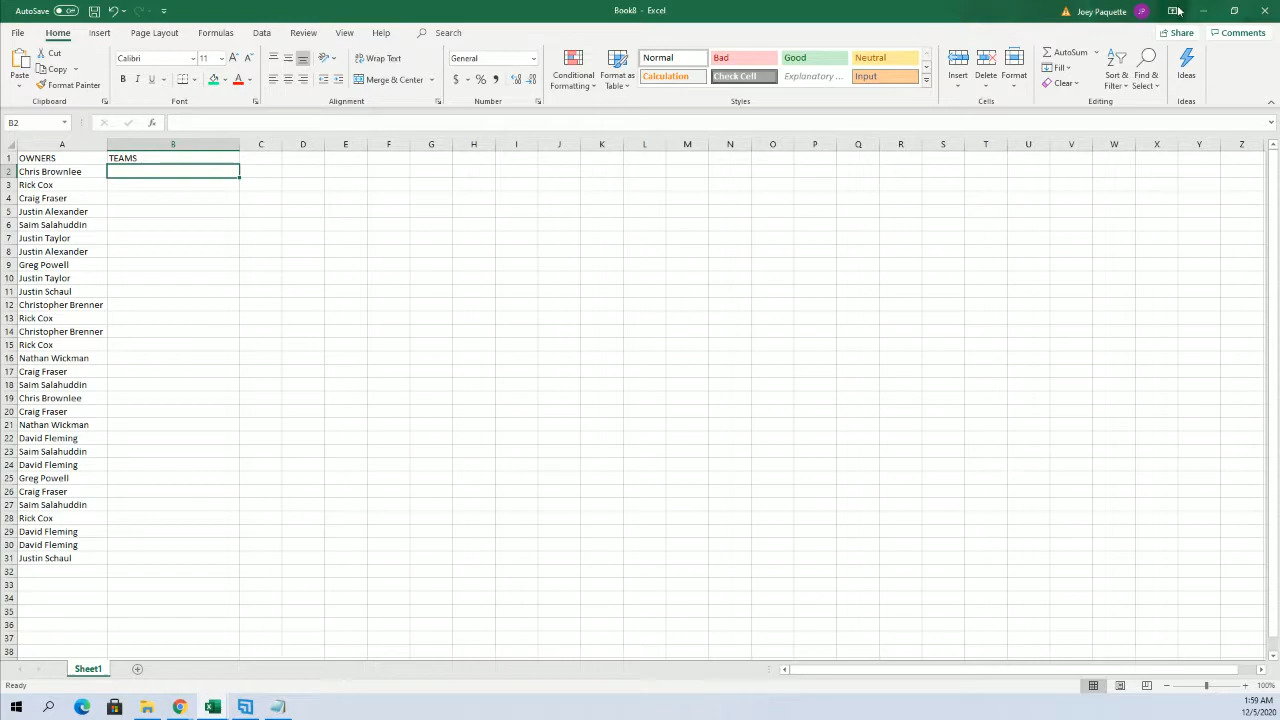 AutoSave Off
Book8 - Excel
Joey Paquette JP
File Home Insert Page Layout Formulas Data Review View Help Search
Share Comments
Paste
Cut
Copy
Format Painter
Clipboard
Calibri 11
B I U
Font
Wrap Text
Merge & Center
Alignment
General
$ % ,
Number
Conditional Formatting
Format as Table
Normal Bad Good Neutral
Calculation Check Cell Explanatory ... Input
Styles
Insert Delete Format
Cells
AutoSum
Fill
Clear
Sort & Filter
Find & Select
Editing
Ideas
Ideas
B2 fx
A B C D E F G H I J K L M N O P Q R S T U V W X Y Z
1 OWNERS TEAMS
2 Chris Brownlee
3 Rick Cox
4 Craig Fraser
5 Justin Alexander
6 Saim Salahuddin
7 Justin Taylor
8 Justin Alexander
9 Greg Powell
10 Justin Taylor
11 Justin Schaul
12 Christopher Brenner
13 Rick Cox
14 Christopher Brenner
15 Rick Cox
16 Nathan Wickman
17 Craig Fraser
18 Saim Salahuddin
19 Chris Brownlee
20 Craig Fraser
21 Nathan Wickman
22 David Fleming
23 Saim Salahuddin
24 David Fleming
25 Greg Powell
26 Craig Fraser
27 Saim Salahuddin
28 Rick Cox
29 David Fleming
30 David Fleming
31 Justin Schaul
32
33
34
35
36
37
38
Sheet1
Ready
100%
1:59 AM
12/5/2020